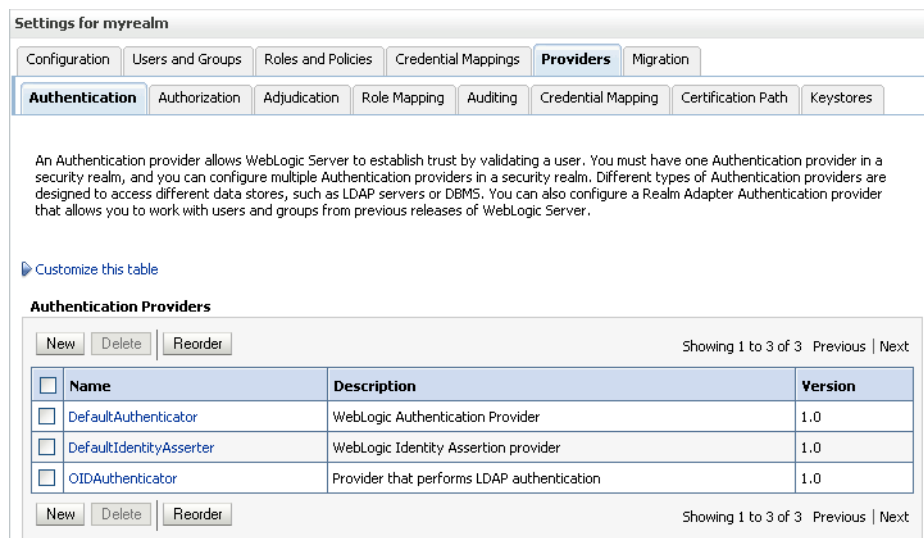 Settings for myrealm
Configuration Users and Groups Roles and Policies Credential Mappings Providers Migration
Authentication Authorization Adjudication Role Mapping Auditing Credential Mapping Certification Path Keystores
An Authentication provider allows WebLogic Server to establish trust by validating a user. You must have one Authentication provider in a
security realm, and you can configure multiple Authentication providers in a security realm. Different types of Authentication providers are
designed to access different data stores, such as LDAP servers or DBMS. You can also configure a Realm Adapter Authentication provider
that allows you to work with users and groups from previous releases of WebLogic Server.
Customize this table
Authentication Providers
New Delete Reorder Showing 1 to 3 of 3 Previous | Next
Name Description Version
DefaultAuthenticator WebLogic Authentication Provider 1.0
DefaultIdentityAsserter WebLogic Identity Assertion provider 1.0
OIDAuthenticator Provider that performs LDAP authentication 1.0
New Delete Reorder Showing 1 to 3 of 3 Previous | Next